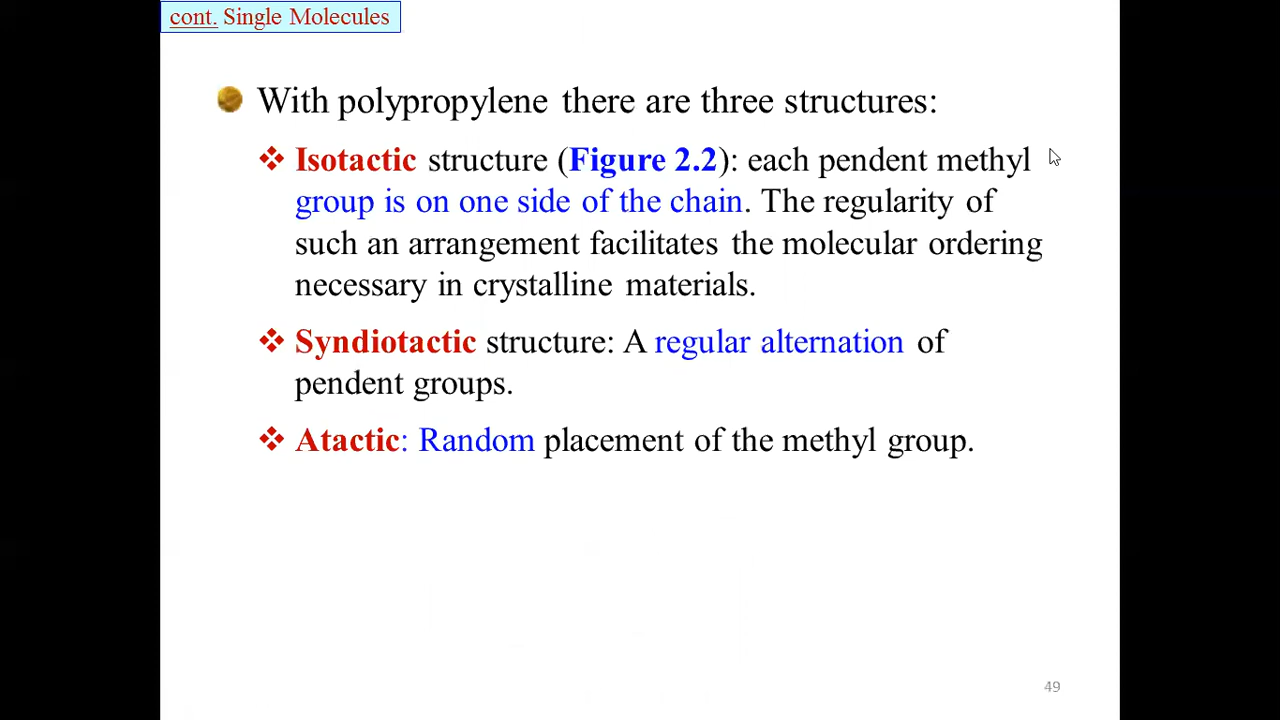 cont. Single Molecules
With polypropylene there are three structures:
Isotactic structure (Figure 2.2): each pendent methyl
group is on one side of the chain. The regularity of
such an arrangement facilitates the molecular ordering
necessary in crystalline materials.
Syndiotactic structure: A regular alternation of
pendent groups.
Atactic: Random placement of the methyl group.
49